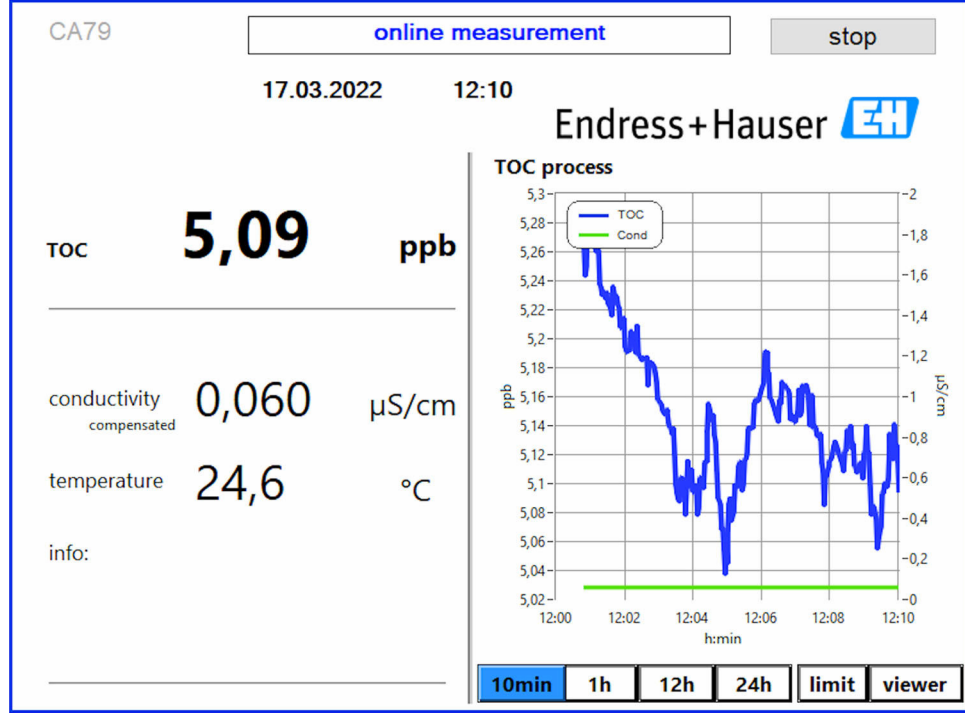 CA79
online measurement
stop
17.03.2022 12:10
Endress+Hauser EH
TOC 5,09 ppb
conductivity 0,060 µS/cm
compensated
temperature 24,6 °C
info:
TOC process
TOC
Cond
5,3
5,28
5,26
5,24
5,22
5,2
5,18
5,16
5,14
5,12
5,1
5,08
5,06
5,04
5,02
ppb
2
1,8
1,6
1,4
1,2
1
0,8
0,6
0,4
0,2
0
µS/cm
12:00 12:02 12:04 12:06 12:08 12:10
h:min
10min 1h 12h 24h limit viewer